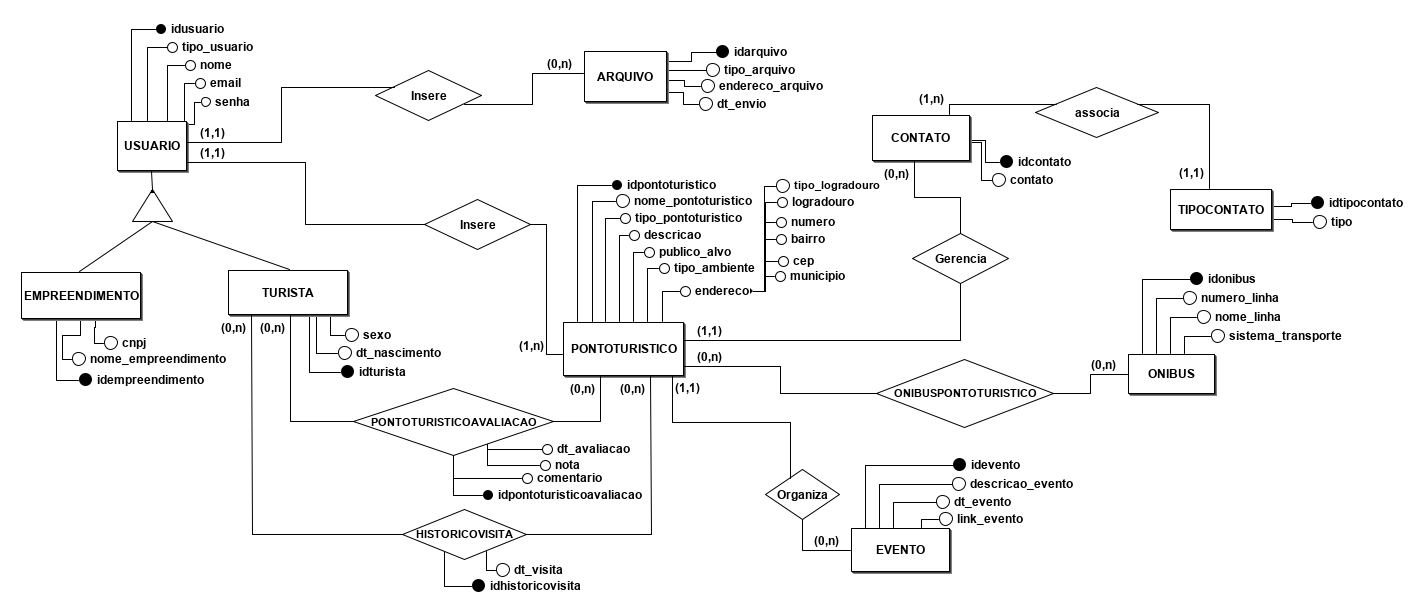 idusuario
tipo_usuario
nome
email
senha
USUARIO
(1,1)
(1,1)
Insere
(0,n)
ARQUIVO
idarquivo
tipo_arquivo
endereco_arquivo
dt_envio
(1,n)
CONTATO
(0,n)
idcontato
contato
associa
(1,1)
TIPOCONTATO
idtipocontato
tipo
Insere
(1,n)
idpontoturistico
nome_pontoturistico
tipo_pontoturistico
descricao
publico_alvo
tipo_ambiente
endereco
tipo_logradouro
logradouro
numero
bairro
cep
municipio
Gerencia
EMPREENDIMENTO
cnpj
nome_empreendimento
idempreendimento
TURISTA
(0,n)
(0,n)
sexo
dt_nascimento
idturista
PONTOTURISTICO
(1,1)
(0,n)
(0,n)
(0,n)
(1,1)
ONIBUSPONTOTURISTICO
(0,n)
ONIBUS
idonibus
numero_linha
nome_linha
sistema_transporte
PONTOTURISTICOAVALIACAO
dt_avaliacao
nota
comentario
idpontoturisticoavaliacao
HISTORICOVISITA
dt_visita
idhistoricovisita
Organiza
(0,n)
EVENTO
idevento
descricao_evento
dt_evento
link_evento